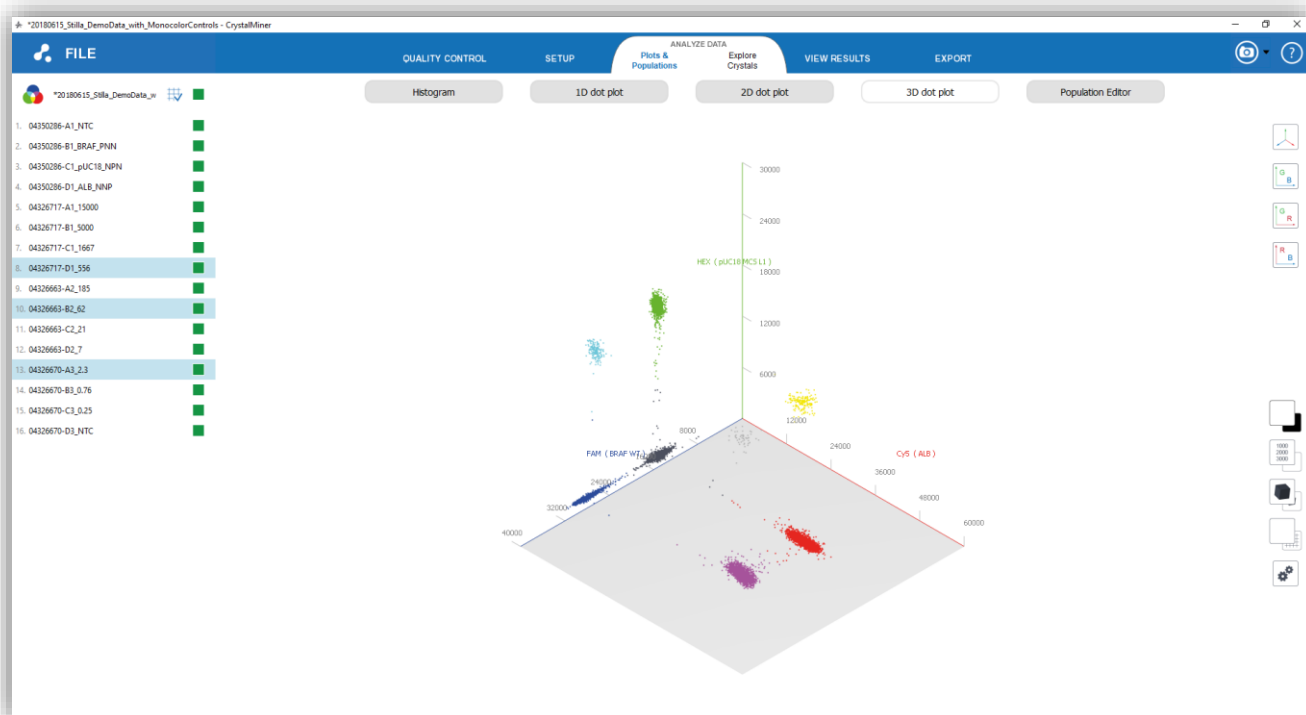 *20180615_Stilla_DemoData_with_MonocolorControls - CrystalMiner
FILE
QUALITY CONTROL
SETUP
ANALYZE DATA
Plots &
Populations
Explore
Crystals
VIEW RESULTS
EXPORT
?
*20180615_Stilla_DemoData_w
Histogram
1D dot plot
2D dot plot
3D dot plot
Population Editor
1. 04350286-A1_NTC
2. 04350286-B1_BRAF_PNN
3. 04350286-C1_pUC18_NPN
4. 04350286-D1_ALB_NNP
5. 04326717-A1_15000
6. 04326717-B1_5000
7. 04326717-C1_1667
8. 04326717-D1_556
9. 04326663-A2_185
10. 04326663-B2_62
11. 04326663-C2_21
12. 04326663-D2_7
13. 04326670-A3_2.3
14. 04326670-B3_0.76
15. 04326670-C3_0.25
16. 04326670-D3_NTC
30000
24000
HEX ( pUC18 MCS L1 )
18000
12000
6000
FAM ( BRAF WT )
8000
24000
32000
40000
Cy5 ( ALB )
12000
24000
36000
48000
60000
G
B
G
R
R
B
1000
2000
3000